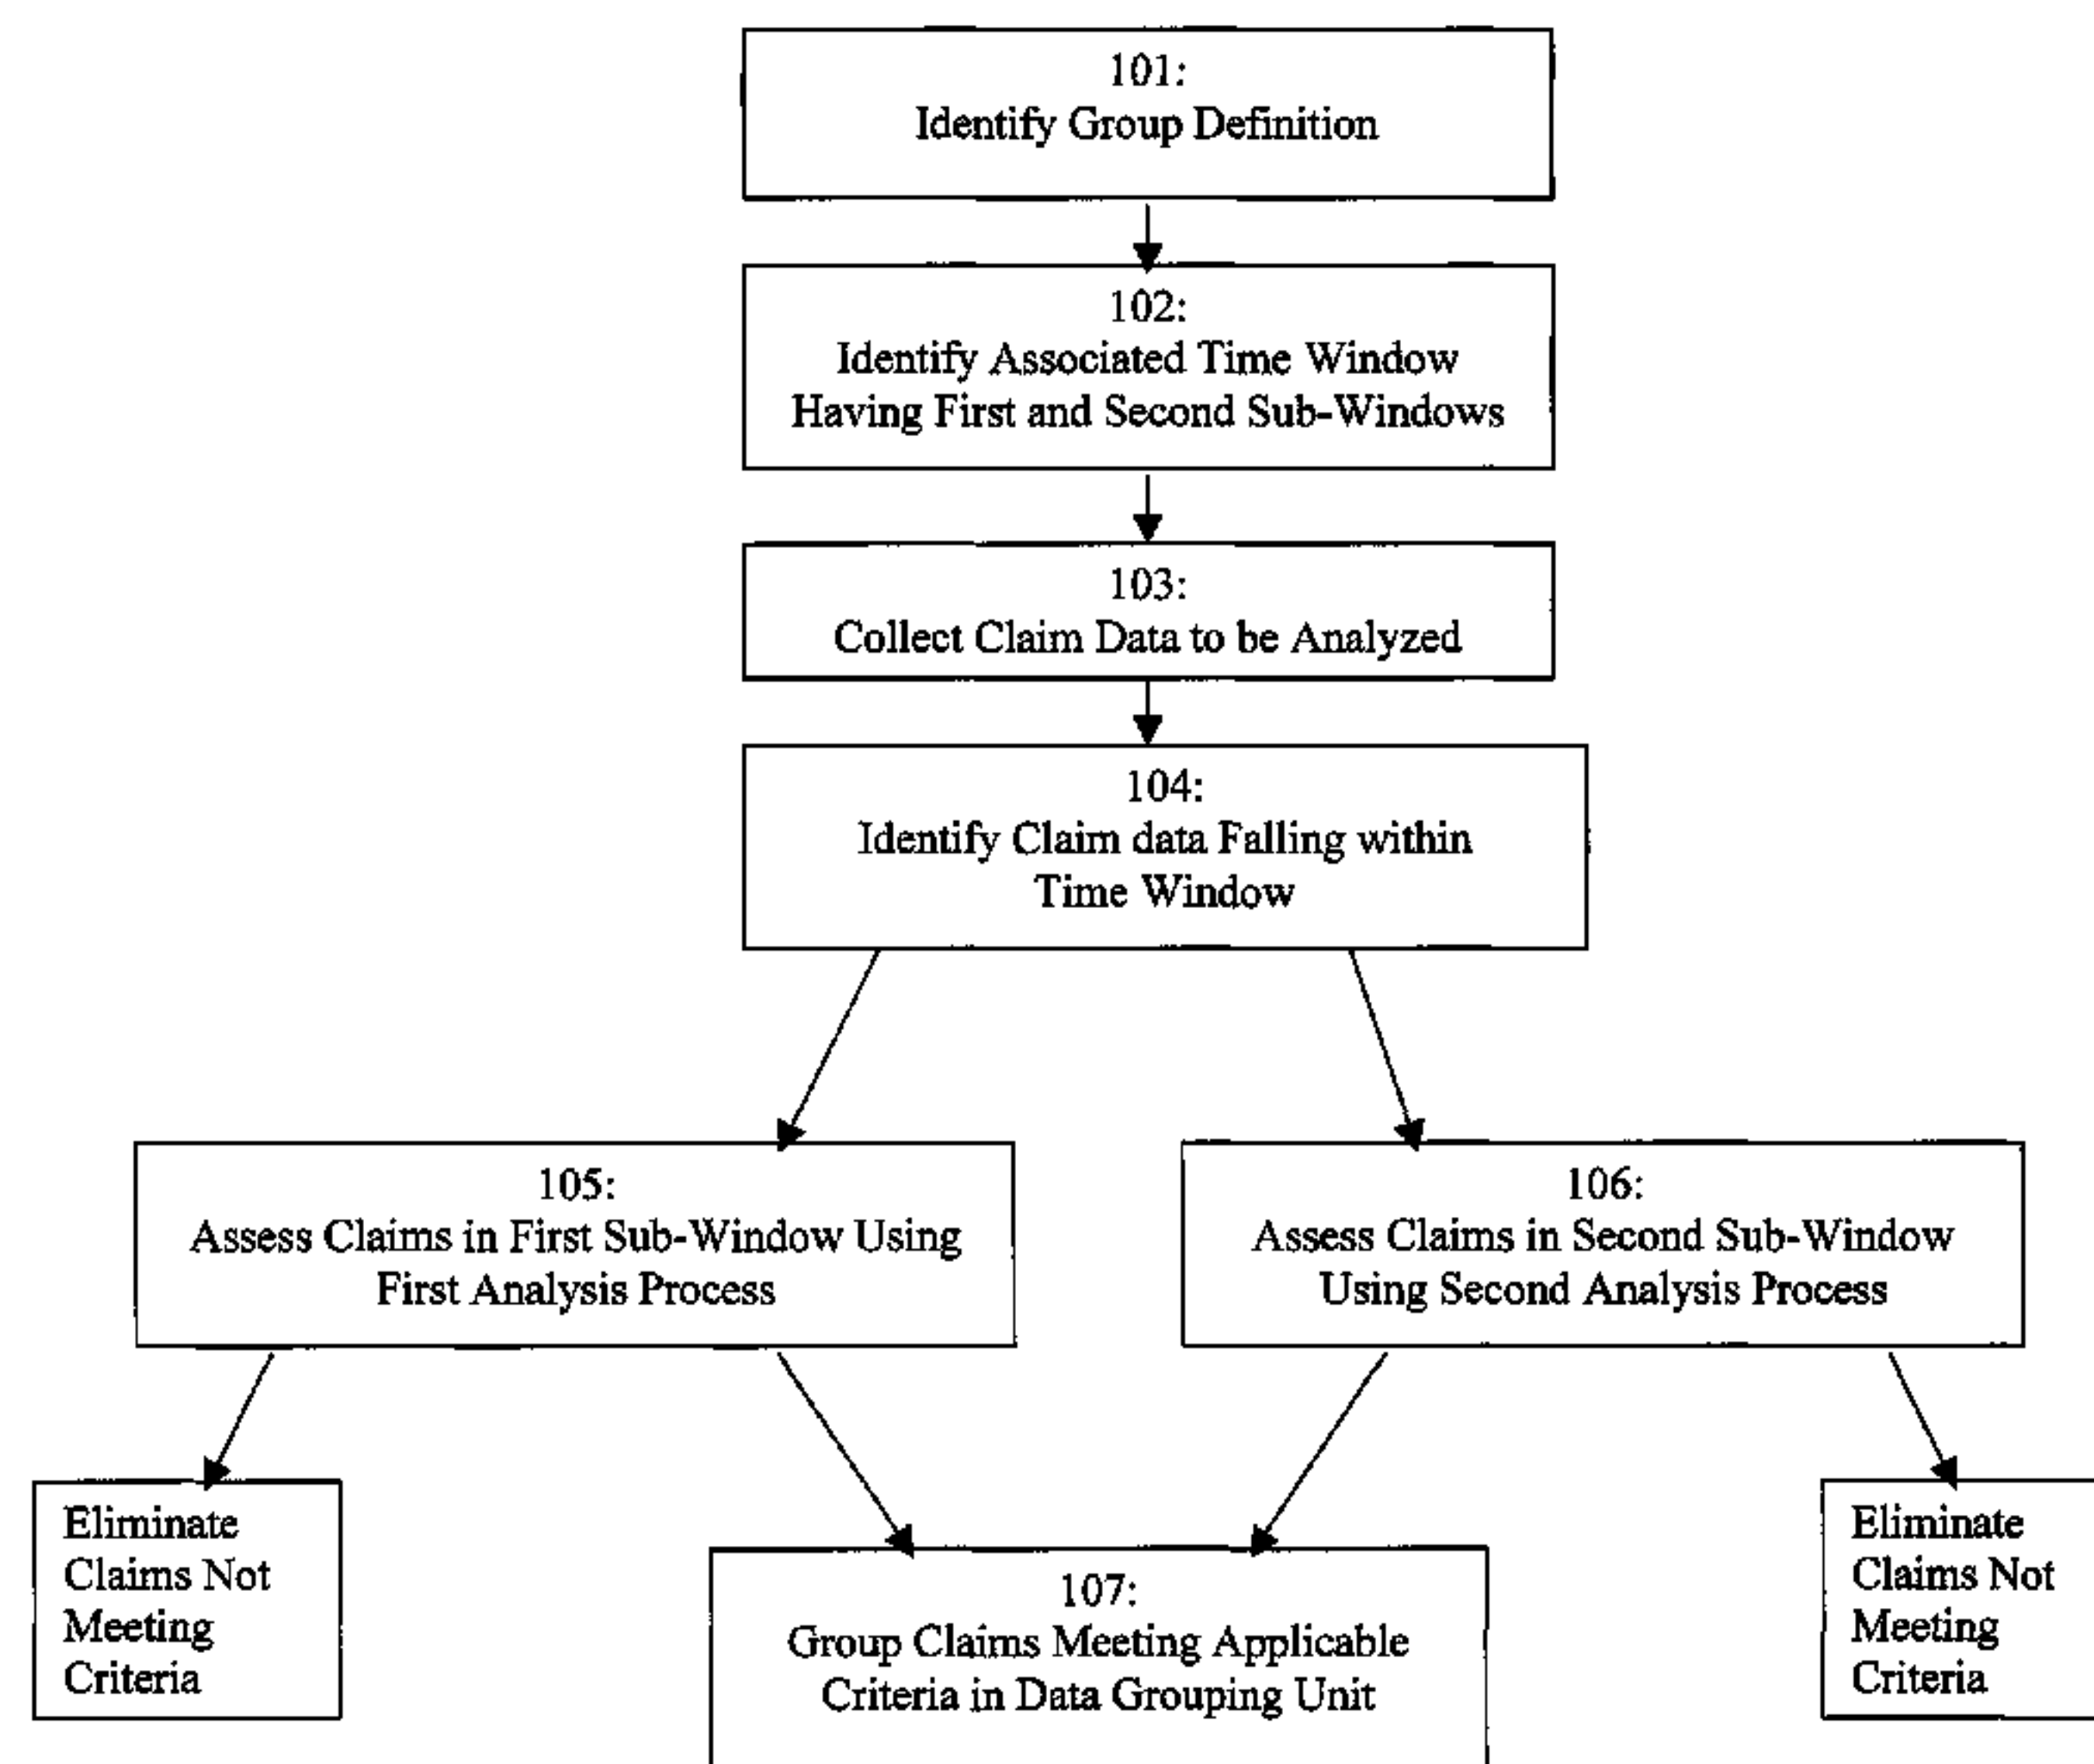 101:
Identify Group Definition
102:
Identify Associated Time Window
Having First and Second Sub-Windows
103:
Collect Claim Data to be Analyzed
104:
Identify Claim data Falling within
Time Window
105:
Assess Claims in First Sub-Window Using
First Analysis Process
106:
Assess Claims in Second Sub-Window
Using Second Analysis Process
Eliminate
Claims Not
Meeting
Criteria
107:
Group Claims Meeting Applicable
Criteria in Data Grouping Unit
Eliminate
Claims Not
Meeting
Criteria